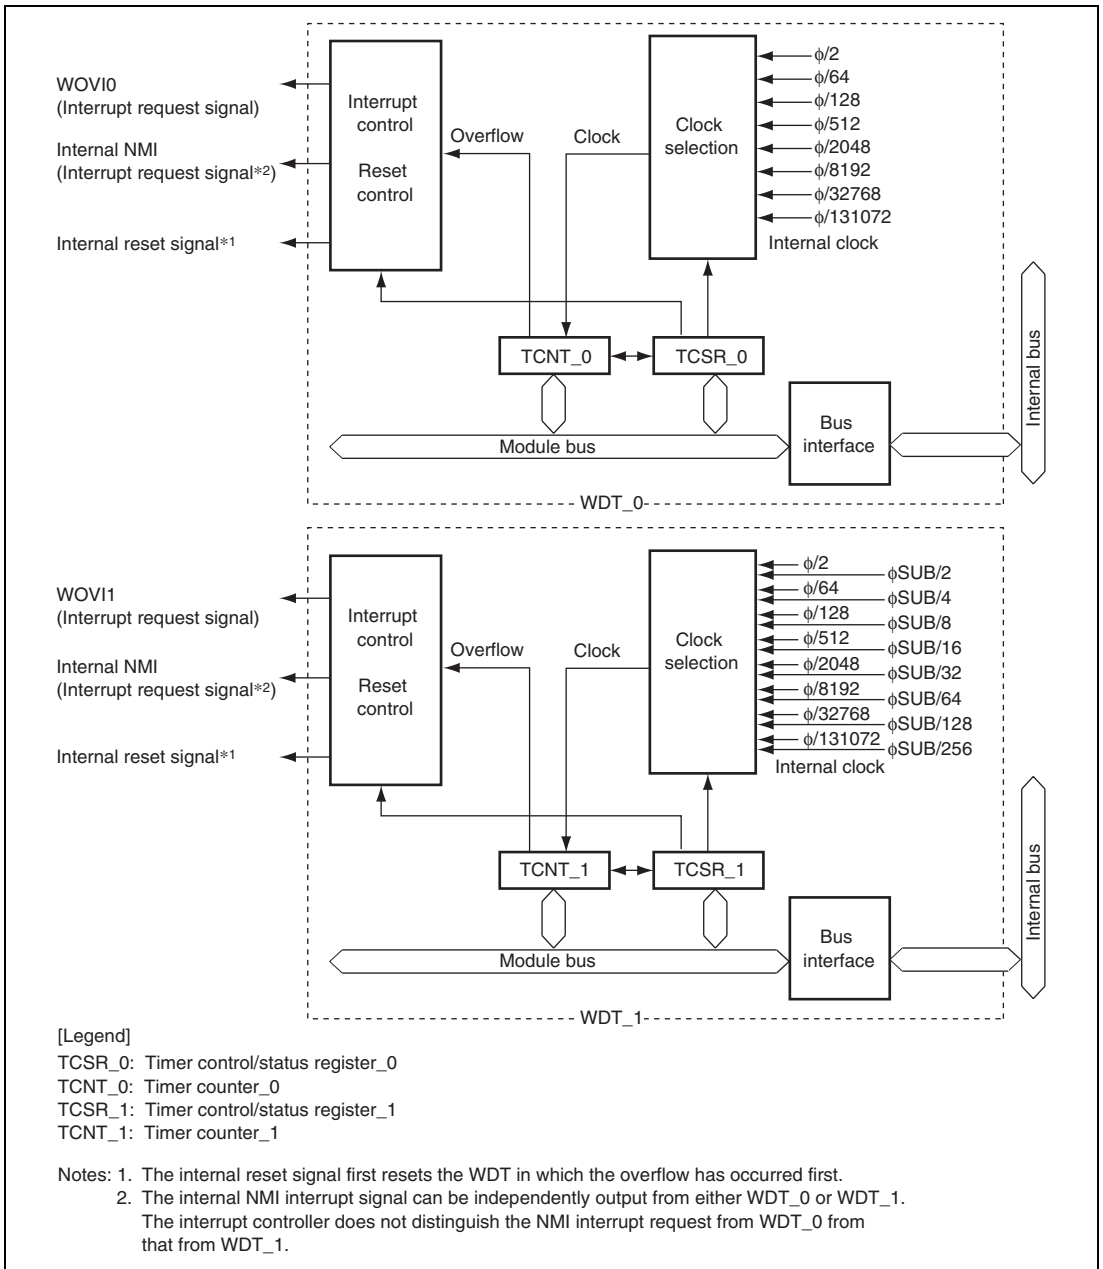 WOVI0
(Interrupt request signal)
Internal NMI
(Interrupt request signal*2)
Internal reset signal*1
Interrupt
control
Reset
control
Overflow
Clock
Clock
selection
ϕ/2
ϕ/64
ϕ/128
ϕ/512
ϕ/2048
ϕ/8192
ϕ/32768
ϕ/131072
Internal clock
TCNT_0
TCSR_0
Module bus
Bus
interface
Internal bus
WDT_0
WOVI1
(Interrupt request signal)
Internal NMI
(Interrupt request signal*2)
Internal reset signal*1
Interrupt
control
Reset
control
Overflow
Clock
Clock
selection
ϕ/2
ϕSUB/2
ϕ/64
ϕSUB/4
ϕ/128
ϕSUB/8
ϕ/512
ϕSUB/16
ϕ/2048
ϕSUB/32
ϕ/8192
ϕSUB/64
ϕ/32768
ϕSUB/128
ϕ/131072
ϕSUB/256
Internal clock
TCNT_1
TCSR_1
Module bus
Bus
interface
Internal bus
WDT_1
[Legend]
TCSR_0: Timer control/status register_0
TCNT_0: Timer counter_0
TCSR_1: Timer control/status register_1
TCNT_1: Timer counter_1
Notes: 1. The internal reset signal first resets the WDT in which the overflow has occurred first.
2. The internal NMI interrupt signal can be independently output from either WDT_0 or WDT_1.
The interrupt controller does not distinguish the NMI interrupt request from WDT_0 from
that from WDT_1.